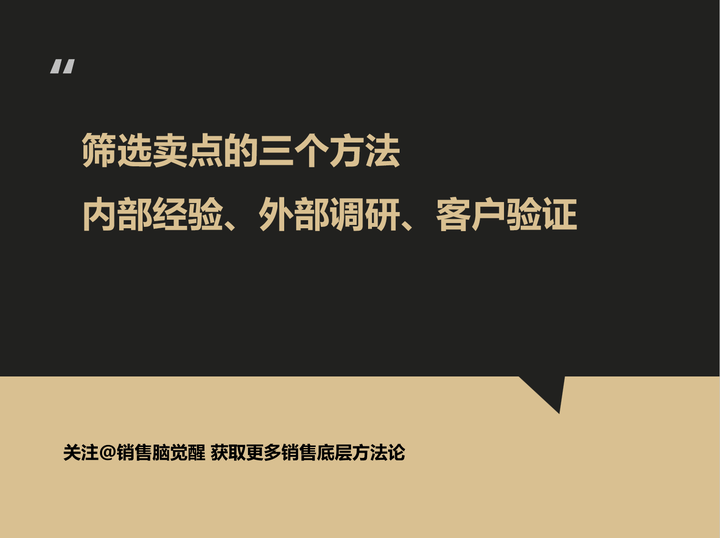 “
筛选卖点的三个方法
内部经验、外部调研、客户验证
关注@销售脑觉醒 获取更多销售底层方法论